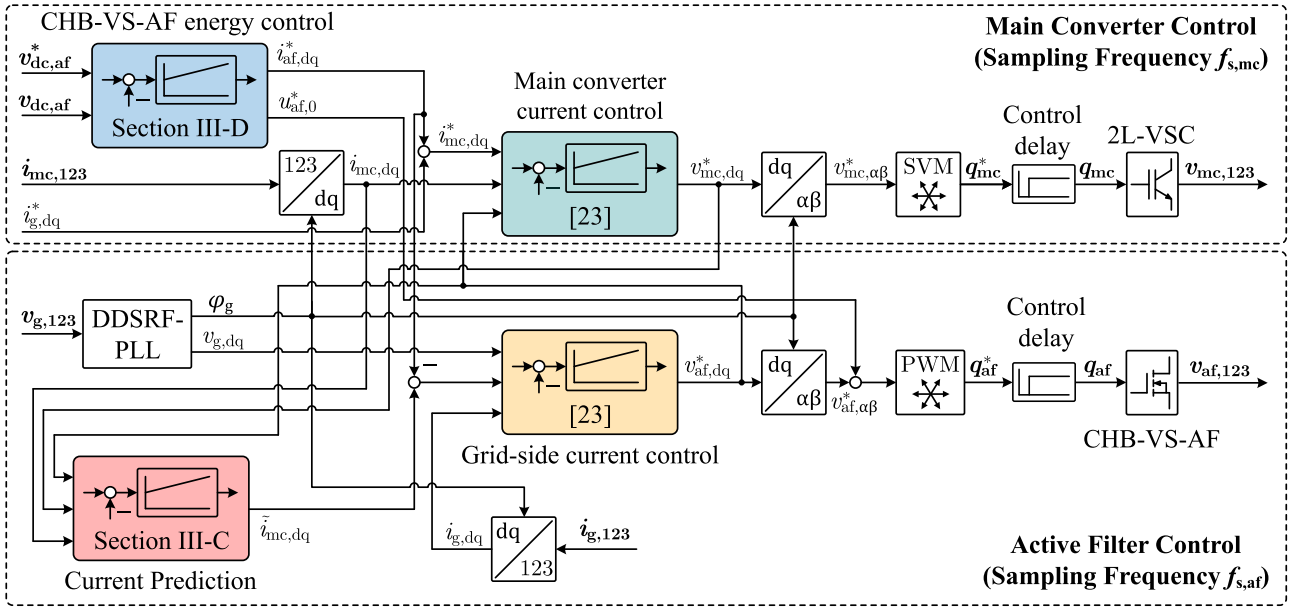 CHB-VS-AF energy control
Main Converter Control
(Sampling Frequency f_s,mc)
v*_dc,af
v_dc,af
Section III-D
i*_af,dq
u*_af,0
Main converter
current control
i*_mc,dq
[23]
i_mc,123
123
dq
i_mc,dq
i*_g,dq
v*_mc,dq
dq
αβ
v*_mc,αβ
SVM
q*_mc
Control
delay
q_mc
2L-VSC
v_mc,123
v_g,123
DDSRF-
PLL
φ_g
v_g,dq
−
[23]
Grid-side current control
v*_af,dq
dq
αβ
v*_af,αβ
PWM
q*_af
Control
delay
q_af
v_af,123
CHB-VS-AF
Section III-C
Current Prediction
ĩ_mc,dq
i_g,dq
dq
123
i_g,123
Active Filter Control
(Sampling Frequency f_s,af)